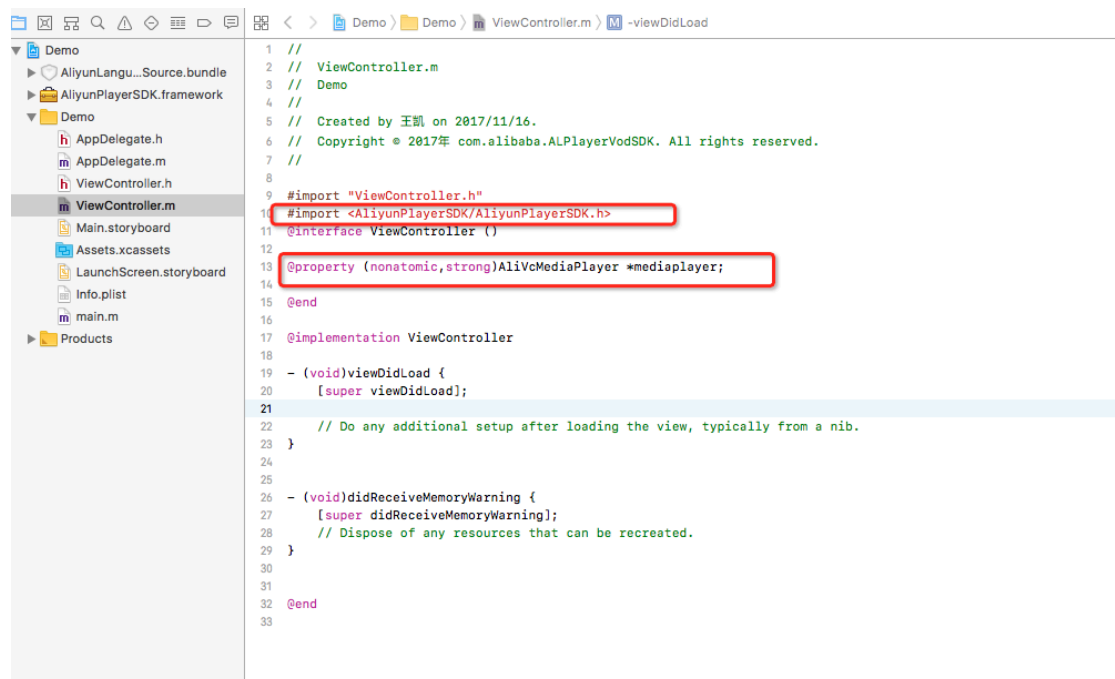 Demo 〉 Demo 〉 m ViewController.m 〉 M -viewDidLoad
Demo
AliyunLangu...Source.bundle
AliyunPlayerSDK.framework
Demo
h AppDelegate.h
m AppDelegate.m
h ViewController.h
m ViewController.m
Main.storyboard
Assets.xcassets
LaunchScreen.storyboard
Info.plist
m main.m
Products
1 //
2 //  ViewController.m
3 //  Demo
4 //
5 //  Created by 王凯 on 2017/11/16.
6 //  Copyright © 2017年 com.alibaba.ALPlayerVodSDK. All rights reserved.
7 //
8
9 #import "ViewController.h"
10 #import <AliyunPlayerSDK/AliyunPlayerSDK.h>
11 @interface ViewController ()
12
13 @property (nonatomic,strong)AliVcMediaPlayer *mediaplayer;
14
15 @end
16
17 @implementation ViewController
18
19 - (void)viewDidLoad {
20     [super viewDidLoad];
21
22     // Do any additional setup after loading the view, typically from a nib.
23 }
24
25
26 - (void)didReceiveMemoryWarning {
27     [super didReceiveMemoryWarning];
28     // Dispose of any resources that can be recreated.
29 }
30
31
32 @end
33